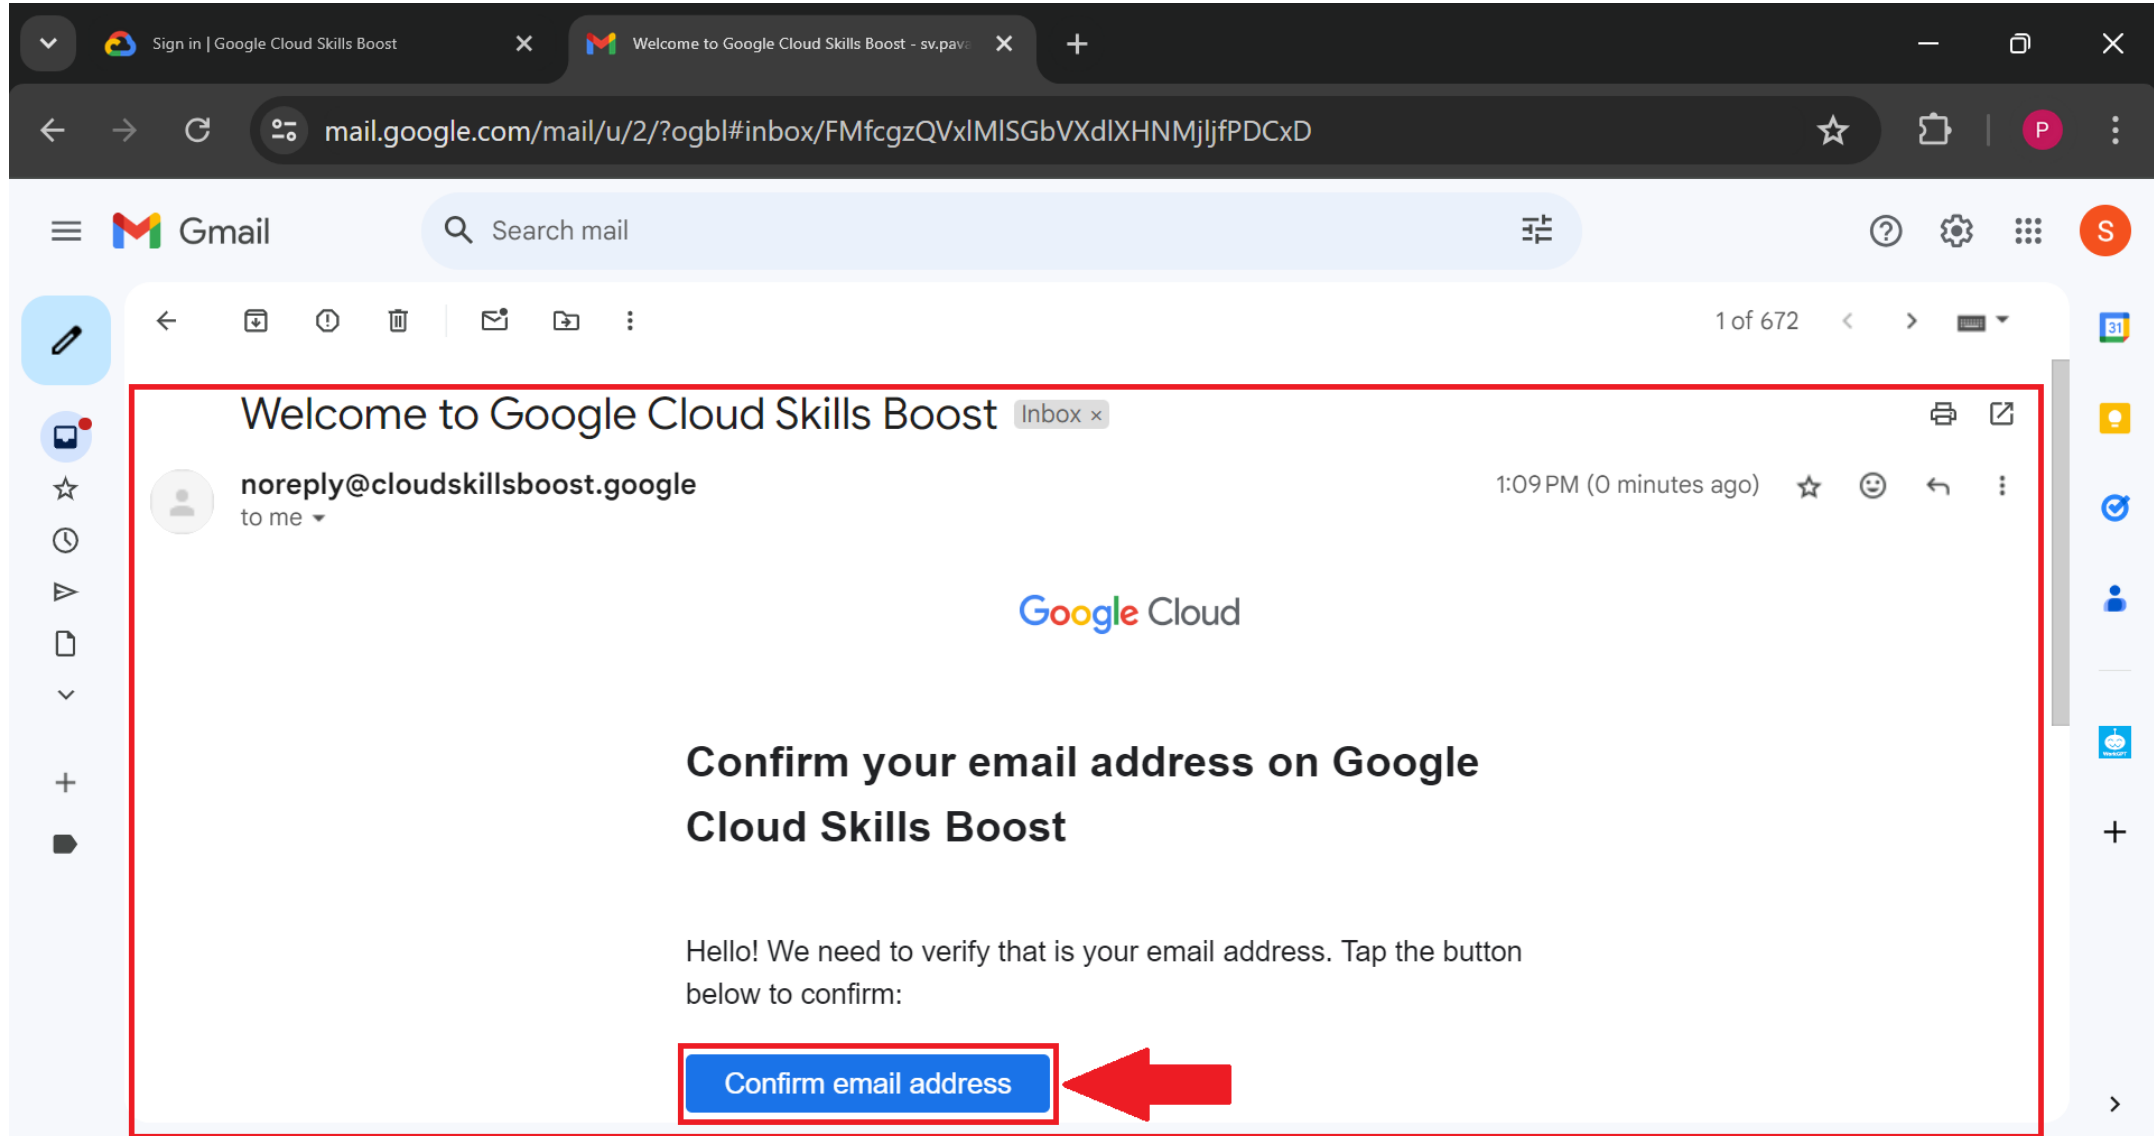 Sign in | Google Cloud Skills Boost
Welcome to Google Cloud Skills Boost - sv.pava
mail.google.com/mail/u/2/?ogbl#inbox/FMfcgzQVxlMlSGbVXdlXHNMjljfPDCxD
P
Gmail
Search mail
S
1 of 672
31
Welcome to Google Cloud Skills Boost Inbox ×
noreply@cloudskillsboost.google
1:09 PM (0 minutes ago)
to me
Google Cloud
Confirm your email address on Google
Cloud Skills Boost
Hello! We need to verify that is your email address. Tap the button
below to confirm:
Confirm email address